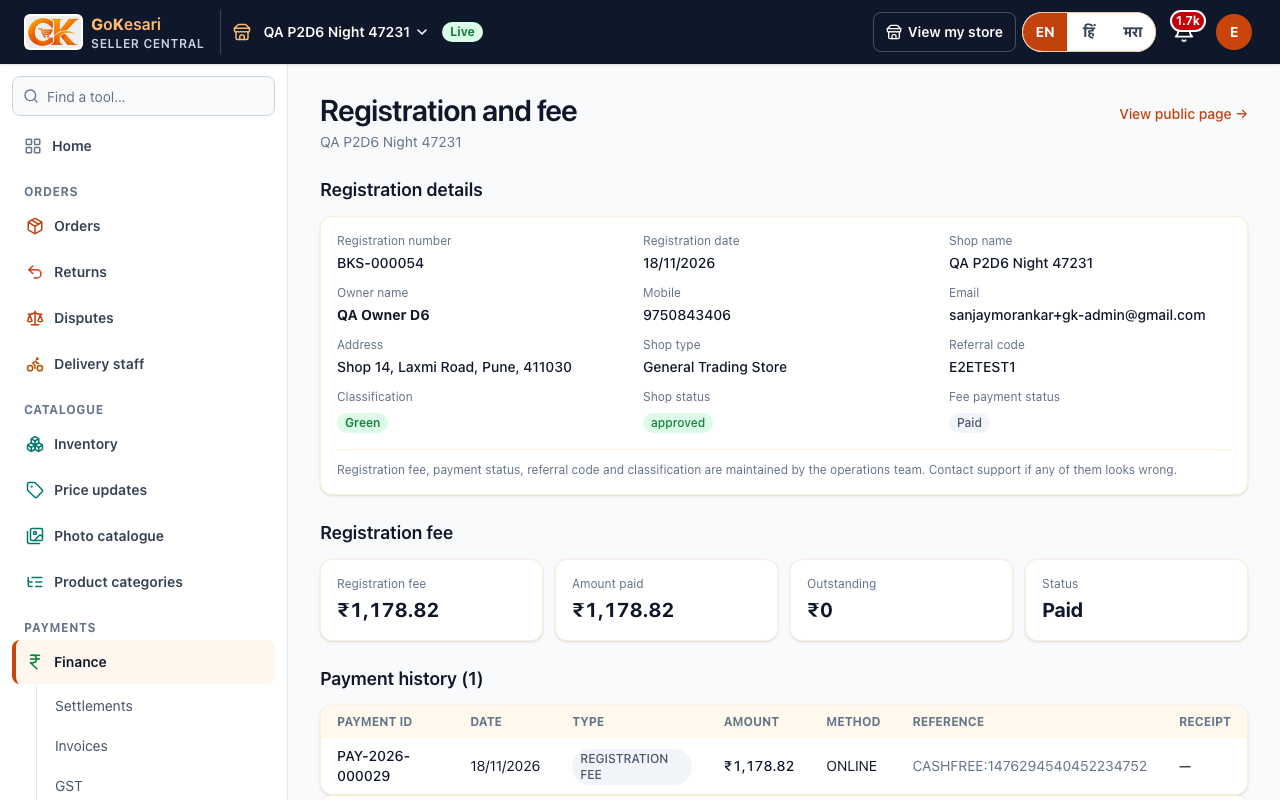 GoKesari
SELLER CENTRAL
QA P2D6 Night 47231
Live
View my store
EN
हिं
मरा
1.7k
E
Find a tool...
Home
ORDERS
Orders
Returns
Disputes
Delivery staff
CATALOGUE
Inventory
Price updates
Photo catalogue
Product categories
PAYMENTS
Finance
Settlements
Invoices
GST
Registration and fee
View public page →
QA P2D6 Night 47231
Registration details
Registration number
Registration date
Shop name
BKS-000054
18/11/2026
QA P2D6 Night 47231
Owner name
Mobile
Email
QA Owner D6
9750843406
sanjaymorankar+gk-admin@gmail.com
Address
Shop type
Referral code
Shop 14, Laxmi Road, Pune, 411030
General Trading Store
E2ETEST1
Classification
Shop status
Fee payment status
Green
approved
Paid
Registration fee, payment status, referral code and classification are maintained by the operations team. Contact support if any of them looks wrong.
Registration fee
Registration fee
Amount paid
Outstanding
Status
₹1,178.82
₹1,178.82
₹0
Paid
Payment history (1)
PAYMENT ID
DATE
TYPE
AMOUNT
METHOD
REFERENCE
RECEIPT
PAY-2026-
000029
18/11/2026
REGISTRATION
FEE
₹1,178.82
ONLINE
CASHFREE:1476294540452234752
—